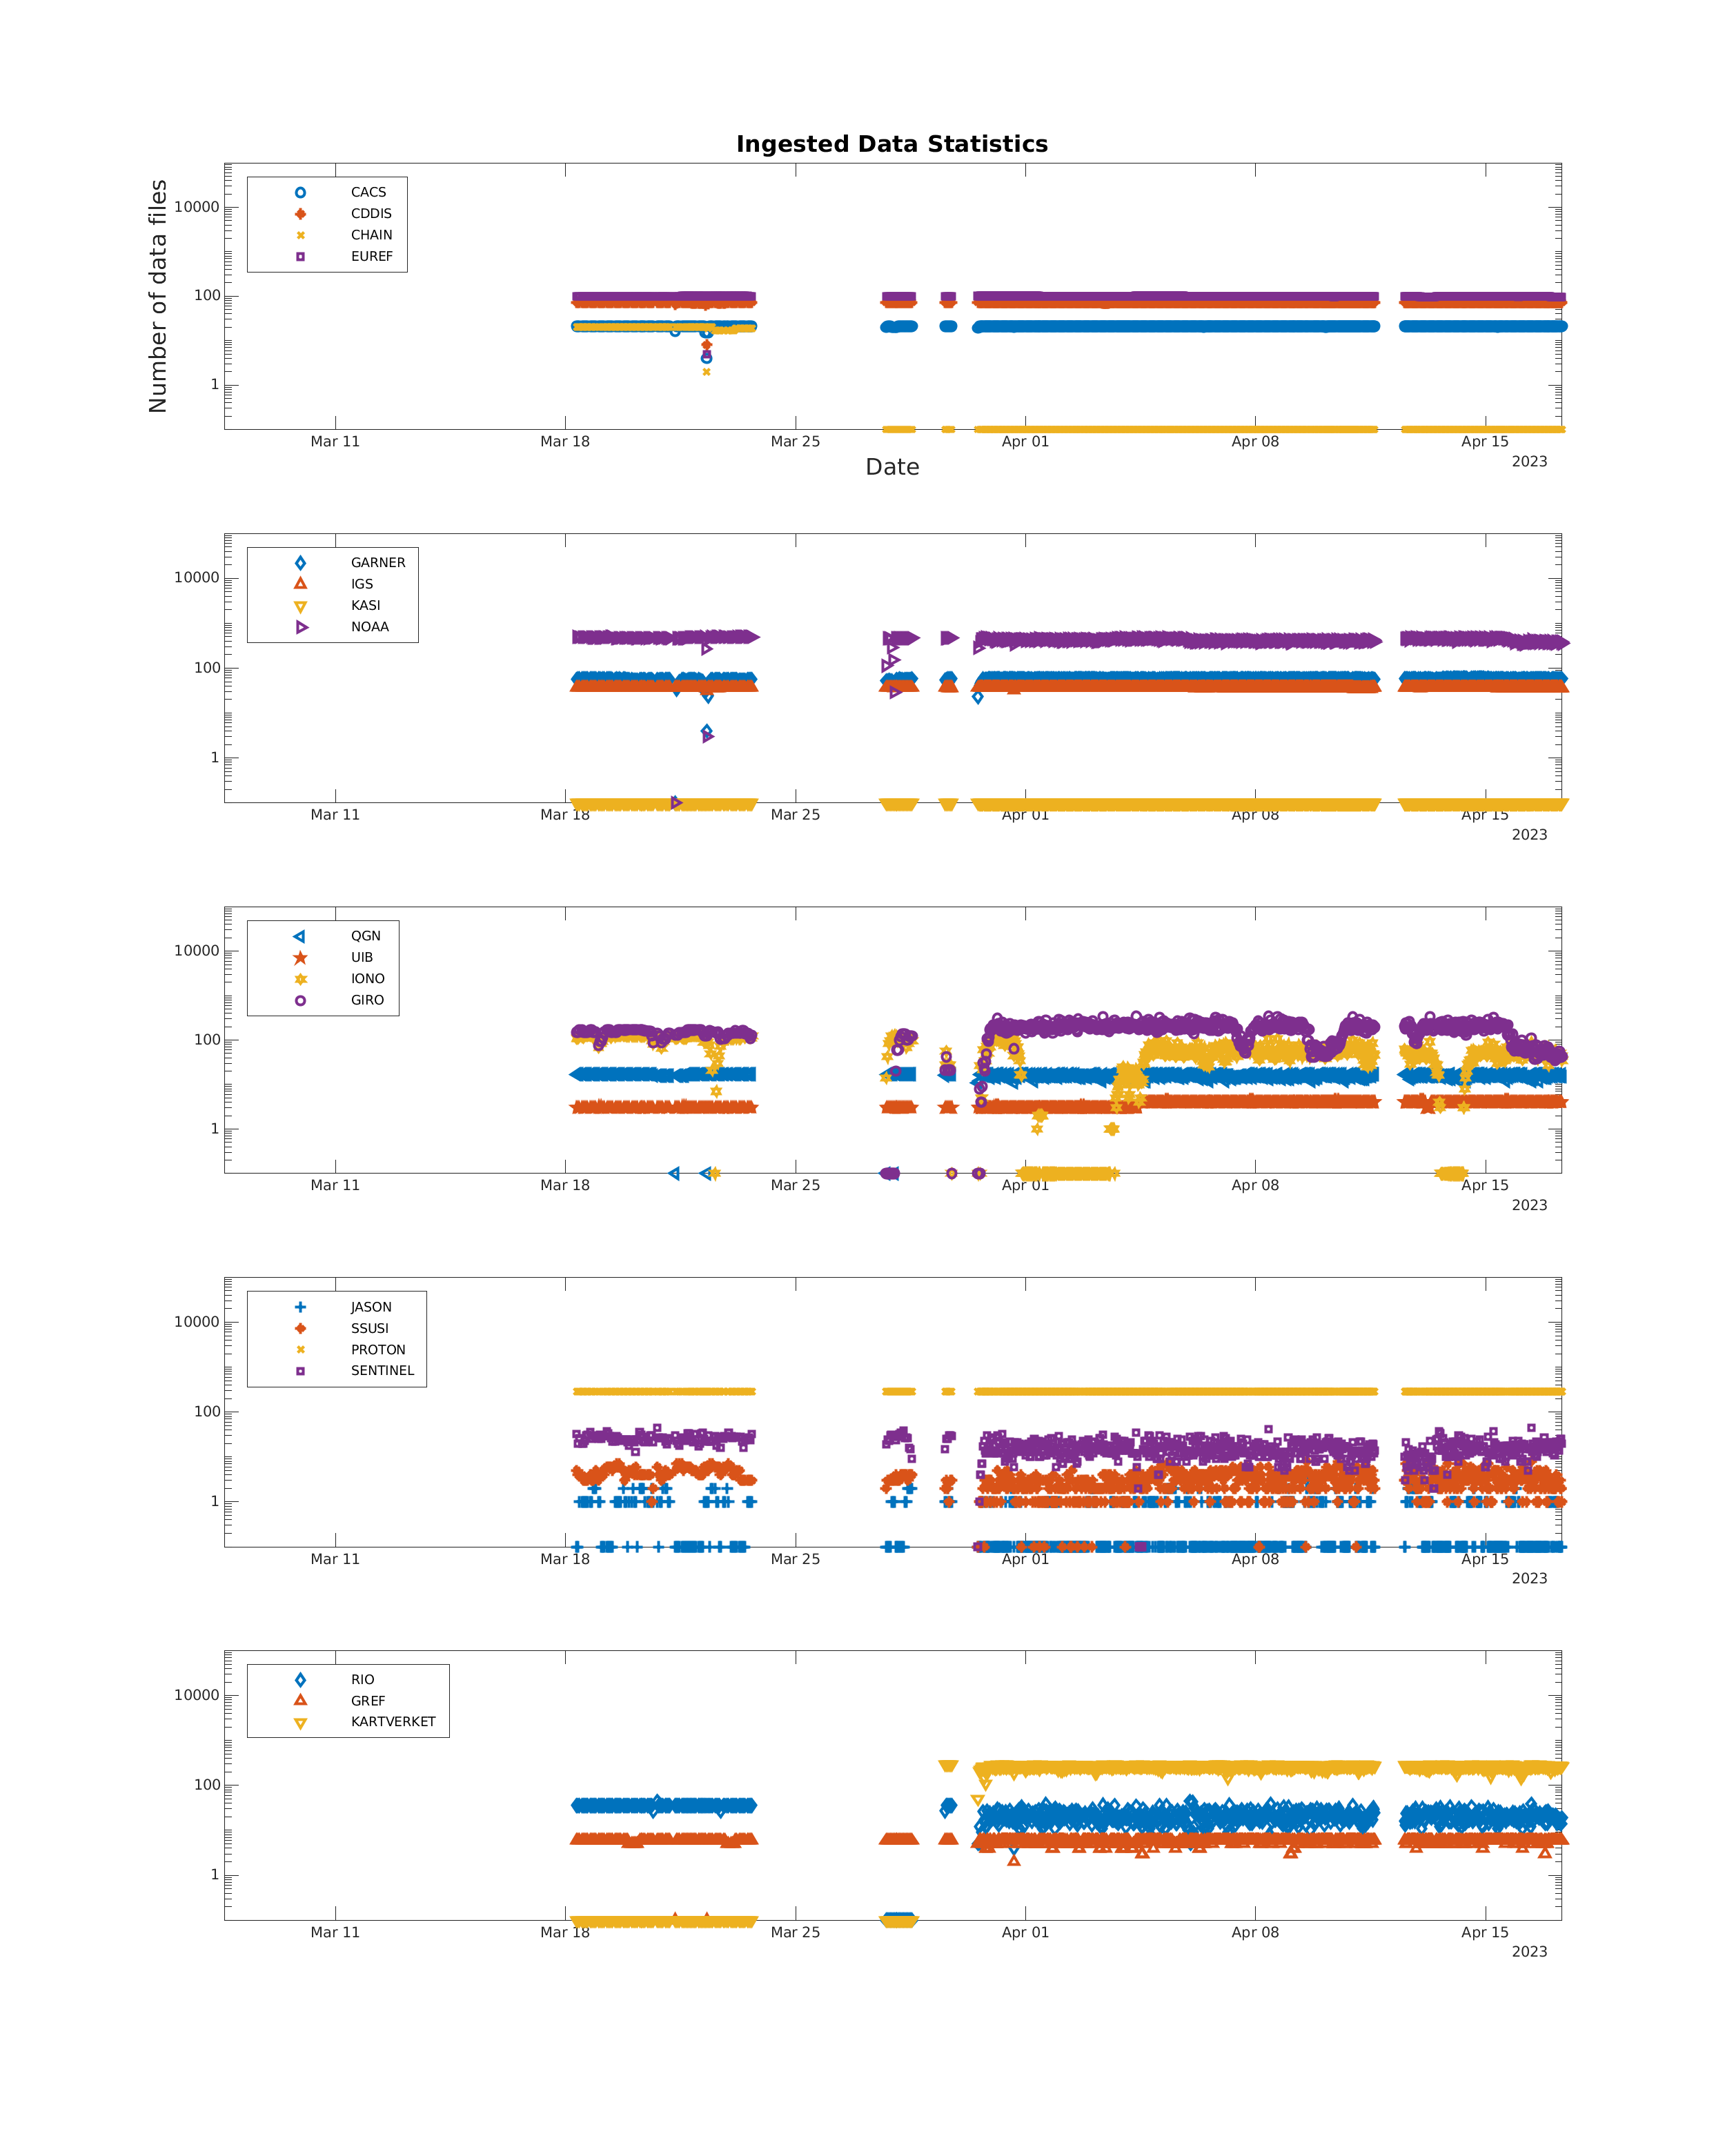 Ingested Data Statistics
Number of data files
10000
100
1
CACS
CDDIS
CHAIN
EUREF
Mar 11 Mar 18 Mar 25 Apr 01 Apr 08 Apr 15
2023
Date
10000
100
1
GARNER
IGS
KASI
NOAA
Mar 11 Mar 18 Mar 25 Apr 01 Apr 08 Apr 15
2023
10000
100
1
QGN
UIB
IONO
GIRO
Mar 11 Mar 18 Mar 25 Apr 01 Apr 08 Apr 15
2023
10000
100
1
JASON
SSUSI
PROTON
SENTINEL
Mar 11 Mar 18 Mar 25 Apr 01 Apr 08 Apr 15
2023
10000
100
1
RIO
GREF
KARTVERKET
Mar 11 Mar 18 Mar 25 Apr 01 Apr 08 Apr 15
2023